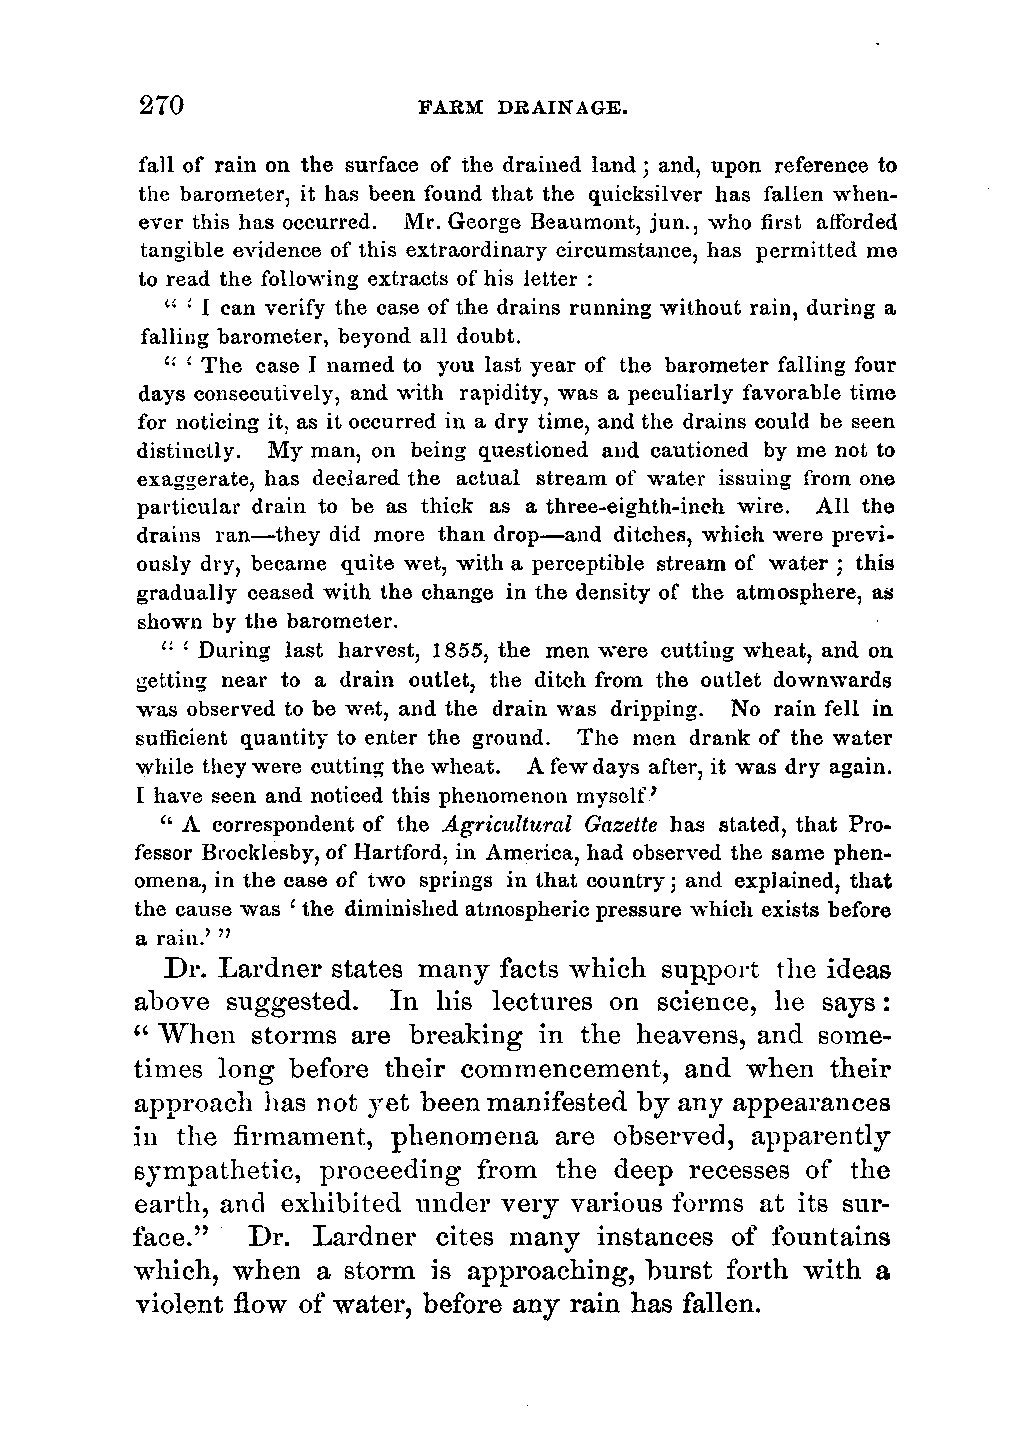 270 FARM DRAINAGE.
fall of rain on the surface of the drained land; and, upon reference to
the barometer, it has been found that the quicksilver has fallen when-
ever this has occurred. Mr. George Beaumont, jun., who first afforded
tangible evidence of this extraordinary circumstance, has permitted me
to read the following extracts of his letter :
“ ‘ I can verify the case of the drains running without rain, during a
falling barometer, beyond all doubt.
“ ‘ The case I named to you last year of the barometer falling four
days consecutively, and with rapidity, was a peculiarly favorable time
for noticing it, as it occurred in a dry time, and the drains could be seen
distinctly. My man, on being questioned and cautioned by me not to
exaggerate, has declared the actual stream of water issuing from one
particular drain to be as thick as a three-eighth-inch wire. All the
drains ran—they did more than drop—and ditches, which were previ-
ously dry, became quite wet, with a perceptible stream of water ; this
gradually ceased with the change in the density of the atmosphere, as
shown by the barometer.
“ ‘ During last harvest, 1855, the men were cutting wheat, and on
getting near to a drain outlet, the ditch from the outlet downwards
was observed to be wet, and the drain was dripping. No rain fell in
sufficient quantity to enter the ground. The men drank of the water
while they were cutting the wheat. A few days after, it was dry again.
I have seen and noticed this phenomenon myself.’
“ A correspondent of the Agricultural Gazette has stated, that Pro-
fessor Brocklesby, of Hartford, in America, had observed the same phen-
omena, in the case of two springs in that country; and explained, that
the cause was ‘ the diminished atmospheric pressure which exists before
a rain.’ ”
Dr. Lardner states many facts which support the ideas
above suggested. In his lectures on science, he says:
“ When storms are breaking in the heavens, and some-
times long before their commencement, and when their
approach has not yet been manifested by any appearances
in the firmament, phenomena are observed, apparently
sympathetic, proceeding from the deep recesses of the
earth, and exhibited under very various forms at its sur-
face.” Dr. Lardner cites many instances of fountains
which, when a storm is approaching, burst forth with a
violent flow of water, before any rain has fallen.